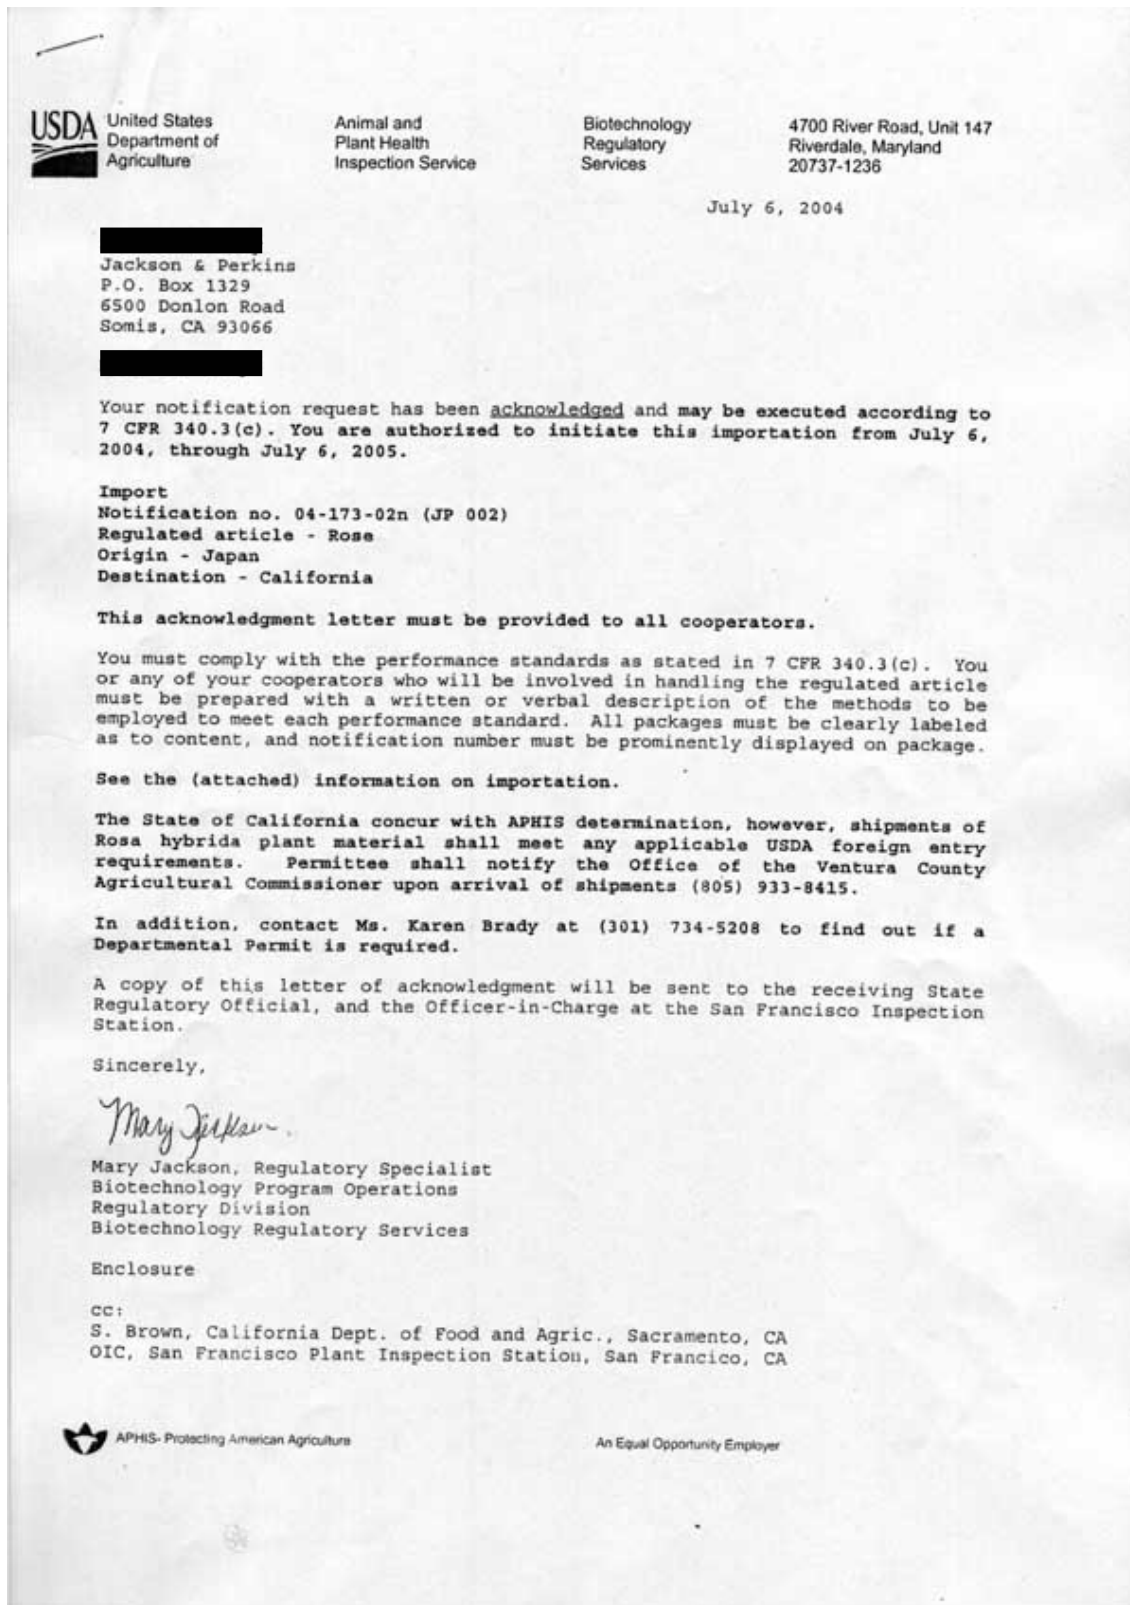 USDA
United States
Department of
Agriculture
Animal and
Plant Health
Inspection Service
Biotechnology
Regulatory
Services
4700 River Road, Unit 147
Riverdale, Maryland
20737-1236
July 6, 2004
Jackson & Perkins
P.O. Box 1329
6500 Donlon Road
Somis, CA 93066
Your notification request has been acknowledged and may be executed according to
7 CFR 340.3(c). You are authorized to initiate this importation from July 6,
2004, through July 6, 2005.
Import
Notification no. 04-173-02n (JP 002)
Regulated article - Rose
Origin - Japan
Destination - California
This acknowledgment letter must be provided to all cooperators.
You must comply with the performance standards as stated in 7 CFR 340.3(c). You
or any of your cooperators who will be involved in handling the regulated article
must be prepared with a written or verbal description of the methods to be
employed to meet each performance standard. All packages must be clearly labeled
as to content, and notification number must be prominently displayed on package.
See the (attached) information on importation.
The State of California concur with APHIS determination, however, shipments of
Rosa hybrida plant material shall meet any applicable USDA foreign entry
requirements. Permittee shall notify the Office of the Ventura County
Agricultural Commissioner upon arrival of shipments (805) 933-8415.
In addition, contact Ms. Karen Brady at (301) 734-5208 to find out if a
Departmental Permit is required.
A copy of this letter of acknowledgment will be sent to the receiving State
Regulatory Official, and the Officer-in-Charge at the San Francisco Inspection
Station.
Sincerely,
Mary Jackson
Mary Jackson, Regulatory Specialist
Biotechnology Program Operations
Regulatory Division
Biotechnology Regulatory Services
Enclosure
cc:
S. Brown, California Dept. of Food and Agric., Sacramento, CA
OIC, San Francisco Plant Inspection Station, San Francico, CA
APHIS- Protecting American Agriculture
An Equal Opportunity Employer